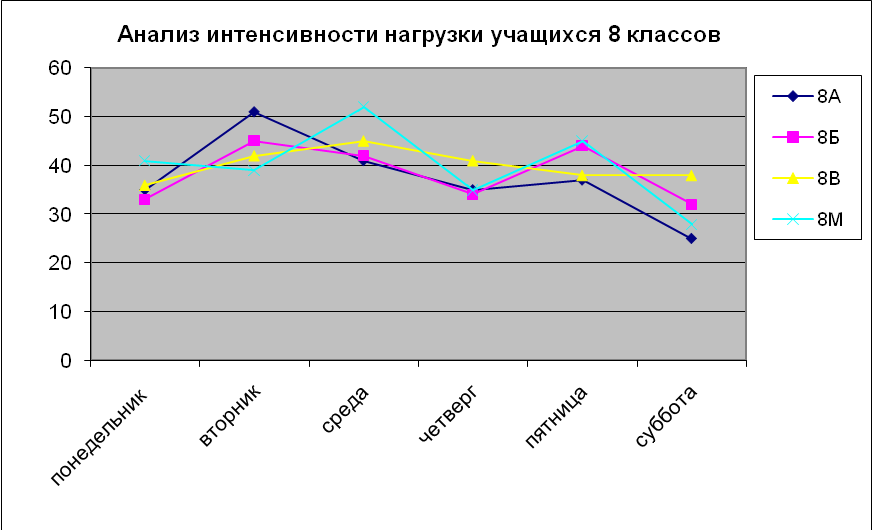 Анализ интенсивности нагрузки учащихся 8 классов
60
50
40
30
20
10
0
понедельник
вторник
среда
четверг
пятница
суббота
8А
8Б
8В
8М